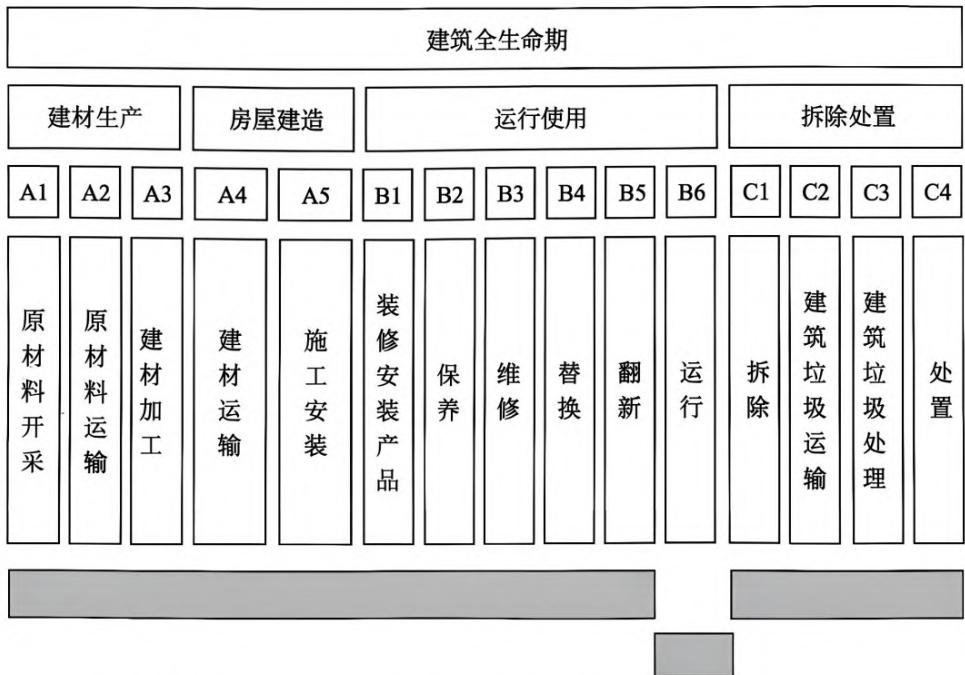 建筑全生命期
建材生产 房屋建造 运行使用 拆除处置
A1 A2 A3 A4 A5 B1 B2 B3 B4 B5 B6 C1 C2 C3 C4
原材料开采
原材料运输
建材加工
建材运输
施工安装
装修安装产品
保养
维修
替换
翻新
运行
拆除
建筑垃圾运输
建筑垃圾处理
处置